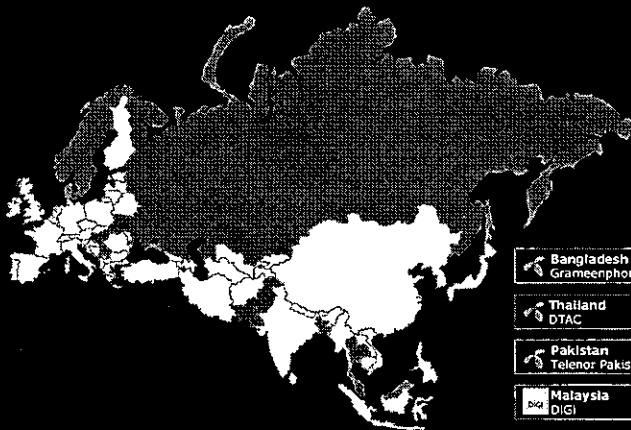 Bangladesh
Grameenphon
Thailand
DTAC
Pakistan
Telenor Pakis
DiGi
Malaysia
DiGi